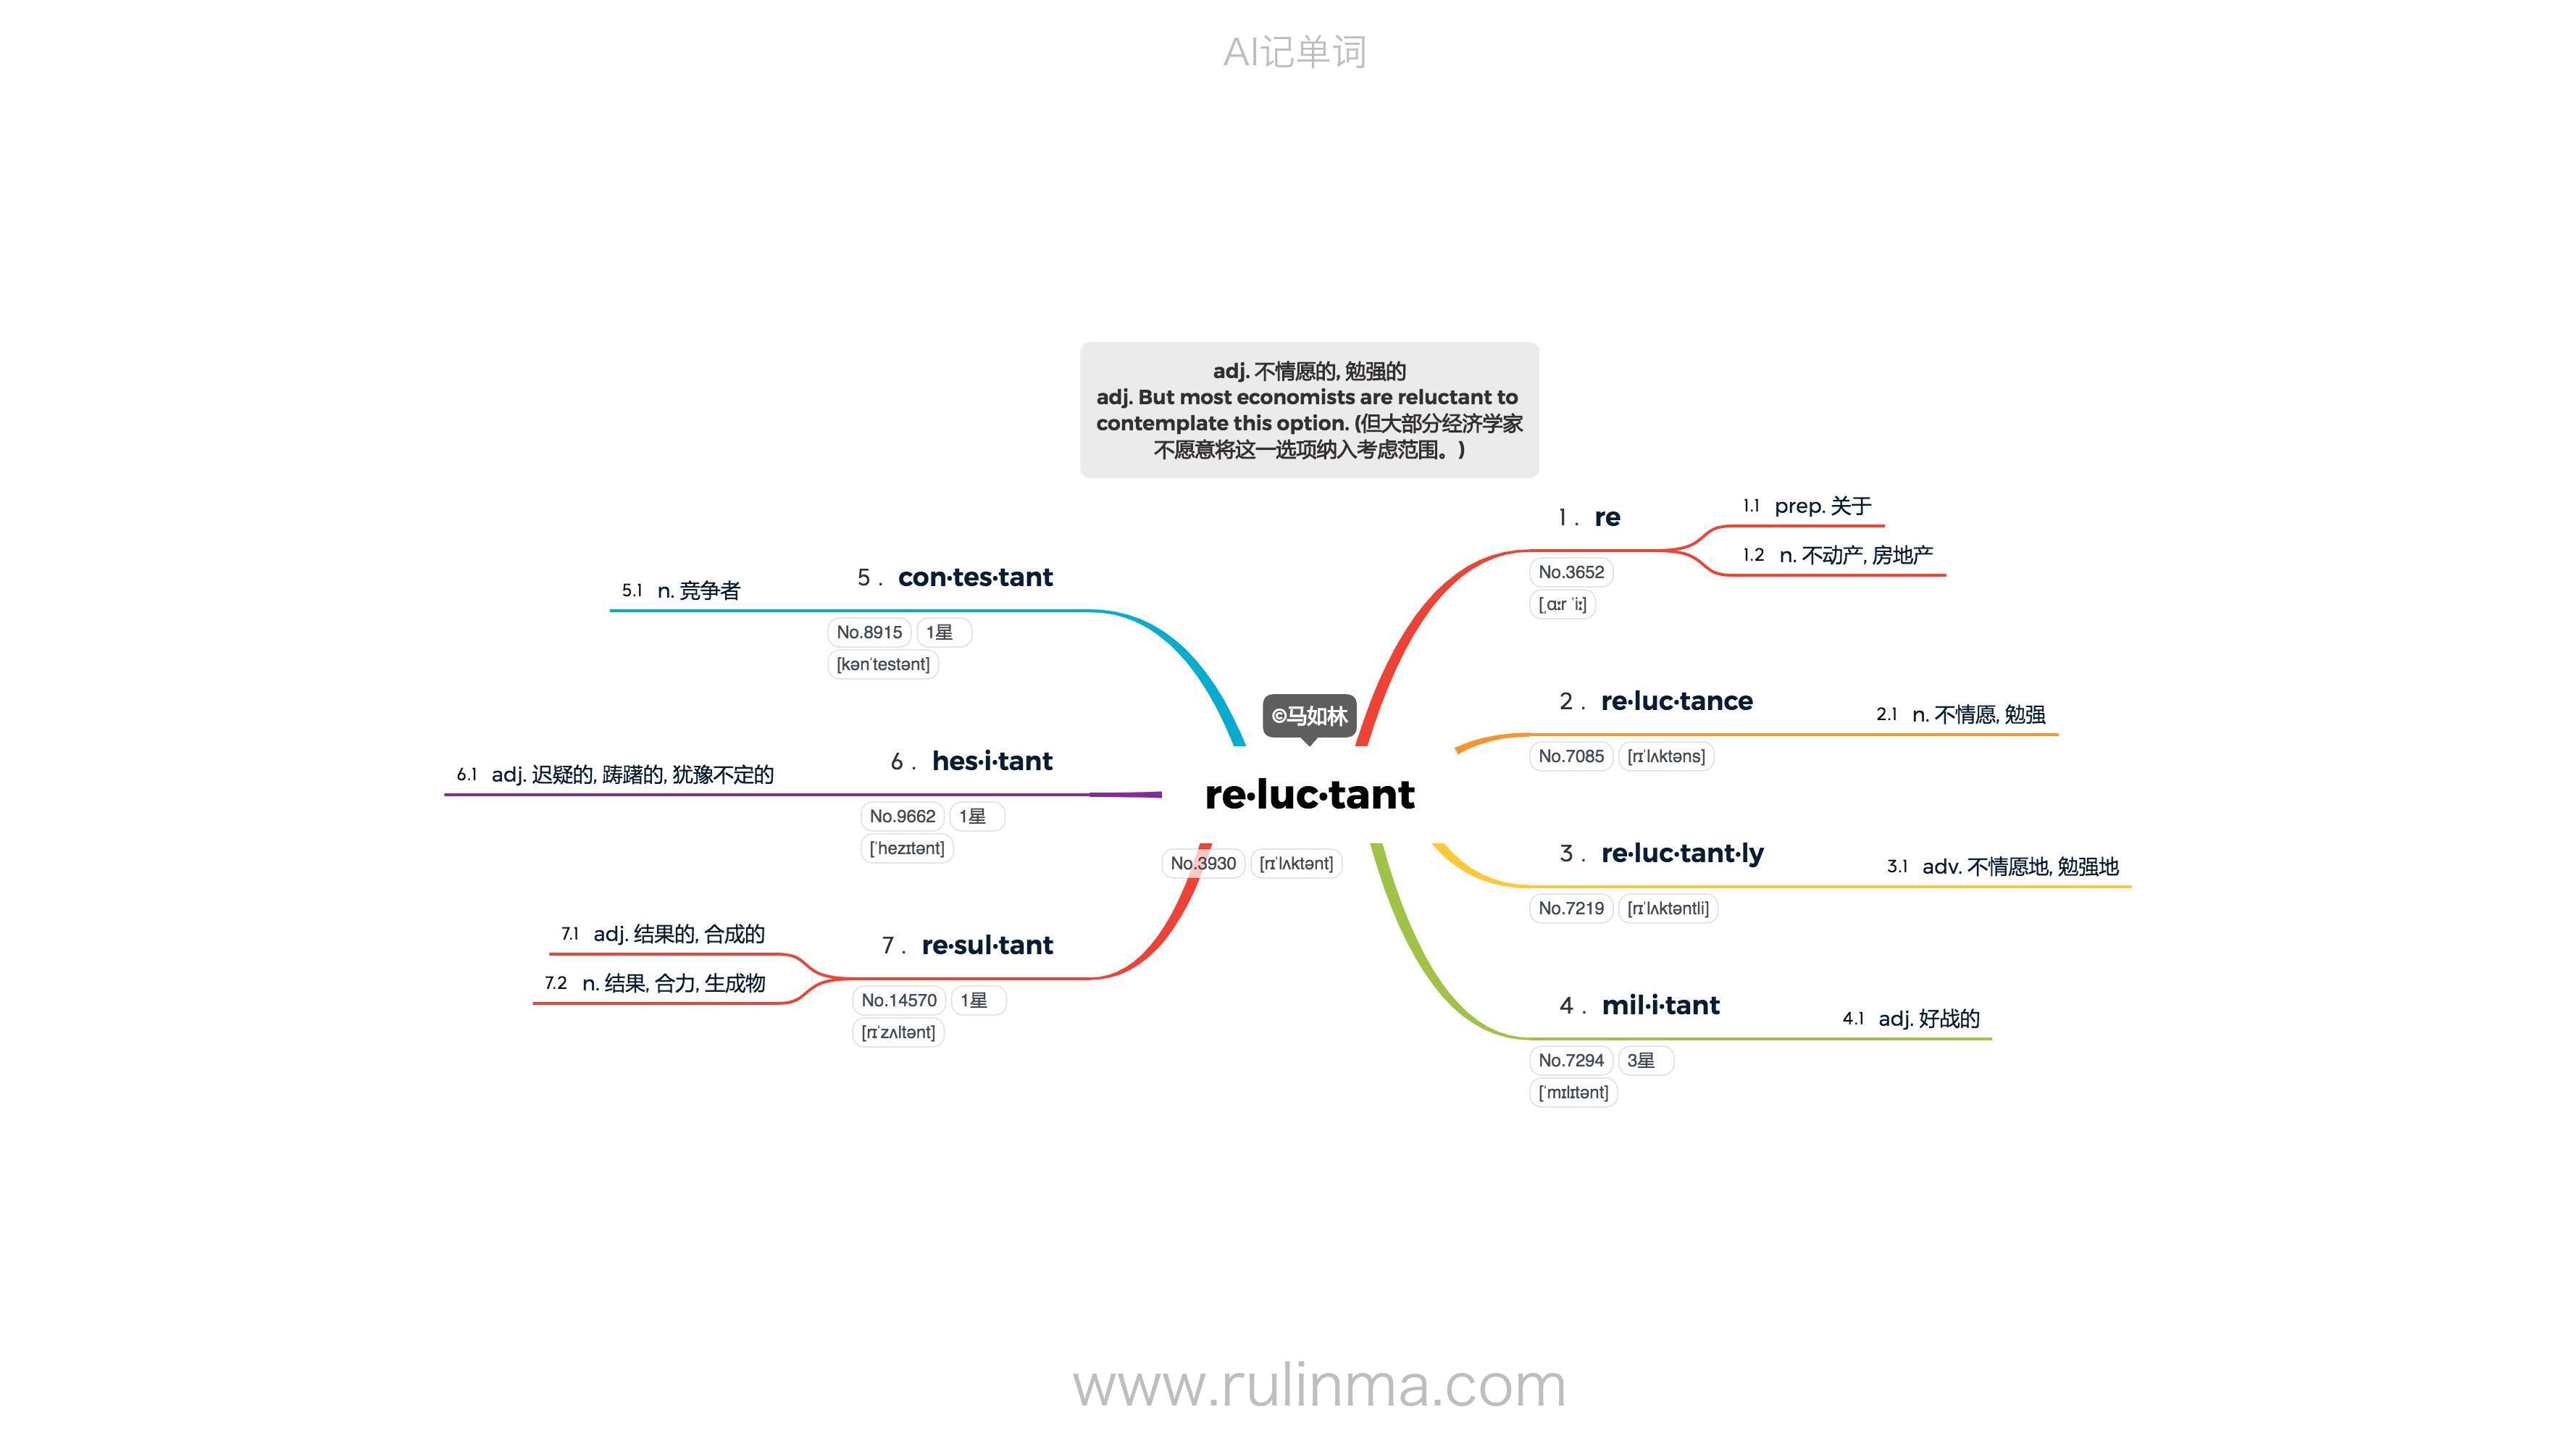 AI记单词
adj. 不情愿的, 勉强的
adj. But most economists are reluctant to
contemplate this option. (但大部分经济学家
不愿意将这一选项纳入考虑范围。)
©马如林
re·luc·tant
No.3930 [rɪˈlʌktənt]
1 . re
No.3652
[ˌɑːr ˈiː]
1.1 prep. 关于
1.2 n. 不动产, 房地产
2 . re·luc·tance
No.7085 [rɪˈlʌktəns]
2.1 n. 不情愿, 勉强
3 . re·luc·tant·ly
No.7219 [rɪˈlʌktəntli]
3.1 adv. 不情愿地, 勉强地
4 . mil·i·tant
No.7294 3星
[ˈmɪlɪtənt]
4.1 adj. 好战的
5 . con·tes·tant
No.8915 1星
[kənˈtestənt]
5.1 n. 竞争者
6 . hes·i·tant
No.9662 1星
[ˈhezɪtənt]
6.1 adj. 迟疑的, 踌躇的, 犹豫不定的
7 . re·sul·tant
No.14570 1星
[rɪˈzʌltənt]
7.1 adj. 结果的, 合成的
7.2 n. 结果, 合力, 生成物
www.rulinma.com